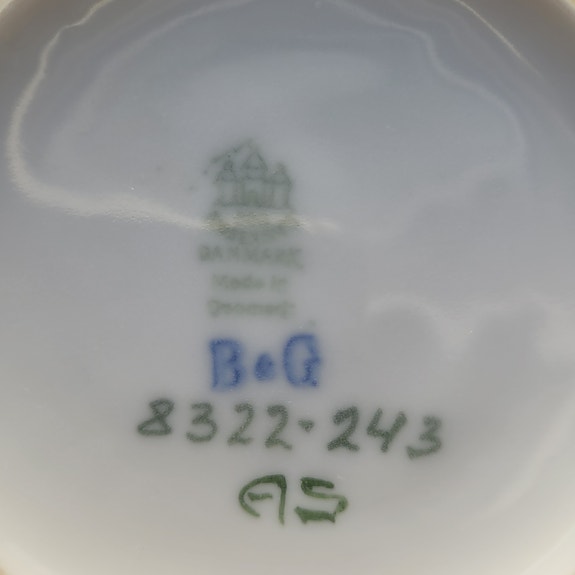 DANMARK
Made in
Denmark
B&G
8322-243
AS